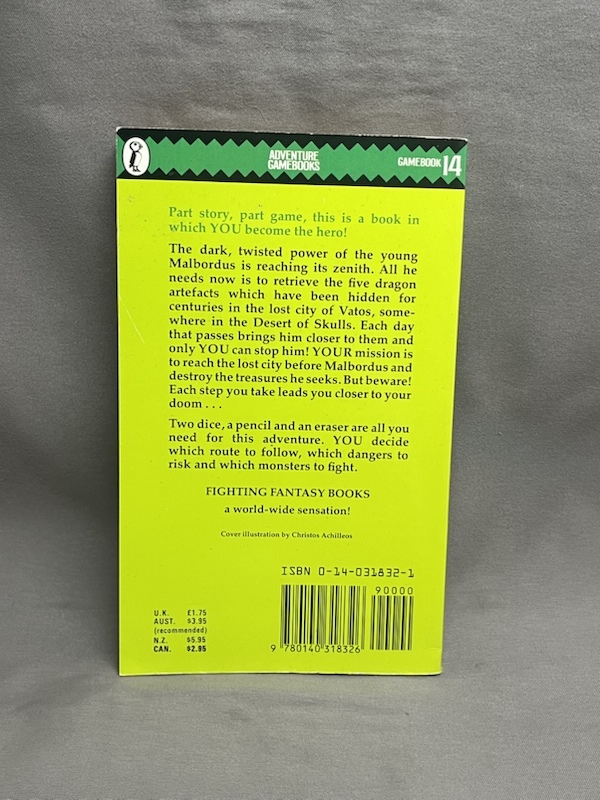 ADVENTURE
GAMEBOOKS
GAMEBOOK 14
Part story, part game, this is a book in
which YOU become the hero!
The dark, twisted power of the young
Malbordus is reaching its zenith. All he
needs now is to retrieve the five dragon
artefacts which have been hidden for
centuries in the lost city of Vatos, some-
where in the Desert of Skulls. Each day
that passes brings him closer to them and
only YOU can stop him! YOUR mission is
to reach the lost city before Malbordus and
destroy the treasures he seeks. But beware!
Each step you take leads you closer to your
doom . . .
Two dice, a pencil and an eraser are all you
need for this adventure. YOU decide
which route to follow, which dangers to
risk and which monsters to fight.
FIGHTING FANTASY BOOKS
a world-wide sensation!
Cover illustration by Christos Achilleos
ISBN 0-14-031832-1
90000
U.K. £1.75
AUST. $3.95
(recommended)
N.Z. $5.95
CAN. $2.95
9 780140 318326